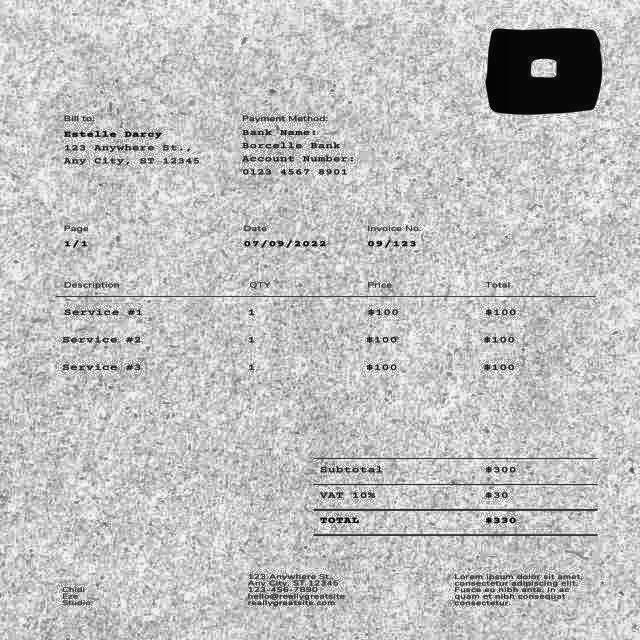 Bill to:
Estelle Darcy
123 Anywhere St.,
Any City, ST 12345
Payment Method:
Bank Name:
Borcelle Bank
Account Number:
0123 4567 8901
Page
1/1
Date
07/09/2022
Invoice No.
09/123
Description QTY Price Total
Service #1 1 $100 $100
Service #2 1 $100 $100
Service #3 1 $100 $100
Subtotal $300
VAT 10% $30
TOTAL $330
Chidi
Eze
Studio
123 Anywhere St.,
Any City, ST 12345
123-456-7890
hello@reallygreatsite
reallygreatsite.com
Lorem ipsum dolor sit amet,
consectetur adipiscing elit.
Fusce eu nibh ante. In ac
quam et nibh consequat
consectetur.